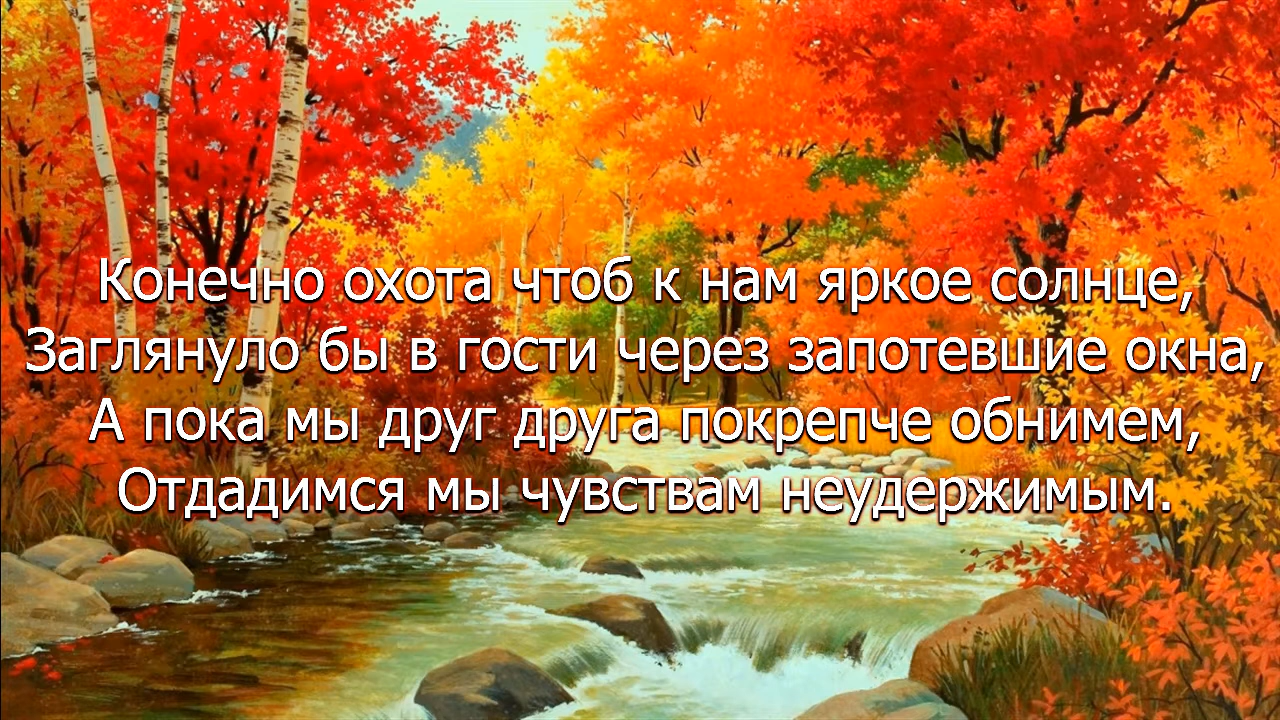 Конечно охота чтоб к нам яркое солнце,
Заглянуло бы в гости через запотевшие окна,
А пока мы друг друга покрепче обнимем,
Отдадимся мы чувствам неудержимым.